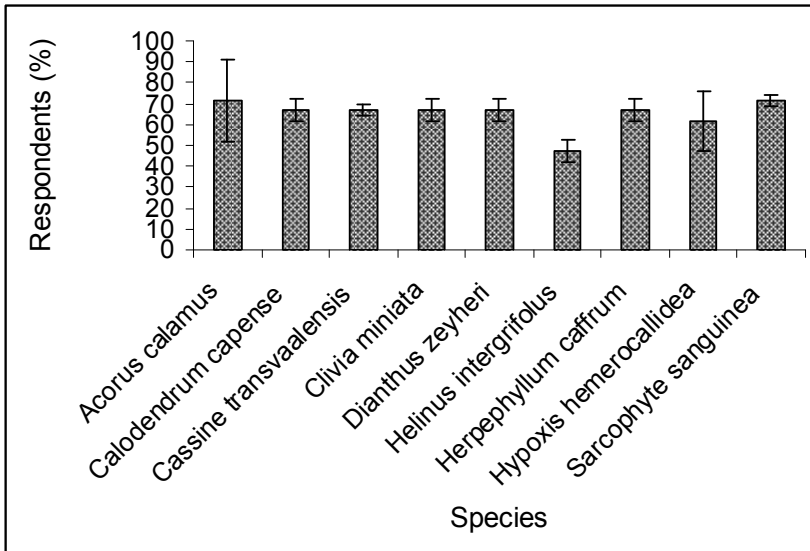 Respondents (%)
100
90
80
70
60
50
40
30
20
10
0
Acorus calamus
Calodendrum capense
Cassine transvaalensis
Clivia miniata
Dianthus zeyheri
Helinus intergrifolus
Herpephyllum caffrum
Hypoxis hemerocallidea
Sarcophyte sanguinea
Species